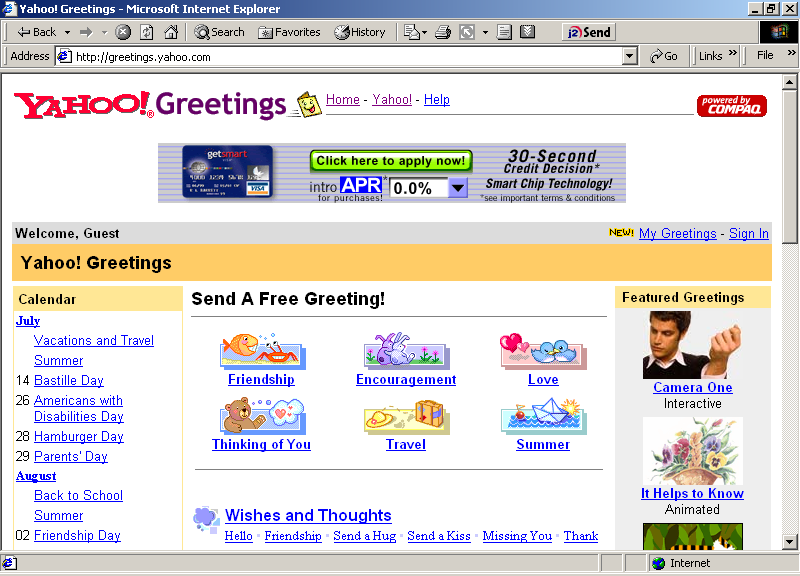 Yahoo! Greetings - Microsoft Internet Explorer
Back Search Favorites History Send
Address http://greetings.yahoo.com Go Links » File »
YAHOO! Greetings Home - Yahoo! - Help
powered by
COMPAQ
getsmart
VISA
Click here to apply now!
intro APR* 0.0%
for purchases!
30-Second
Credit Decision*
Smart Chip Technology!
*see important terms & conditions
Welcome, Guest NEW! My Greetings - Sign In
Yahoo! Greetings
Calendar
July
Vacations and Travel
Summer
14 Bastille Day
26 Americans with
Disabilities Day
28 Hamburger Day
29 Parents' Day
August
Back to School
Summer
02 Friendship Day
Send A Free Greeting!
Friendship Encouragement Love
Thinking of You Travel Summer
Wishes and Thoughts
Hello · Friendship · Send a Hug · Send a Kiss · Missing You · Thank
Featured Greetings
Camera One
Interactive
It Helps to Know
Animated
Internet